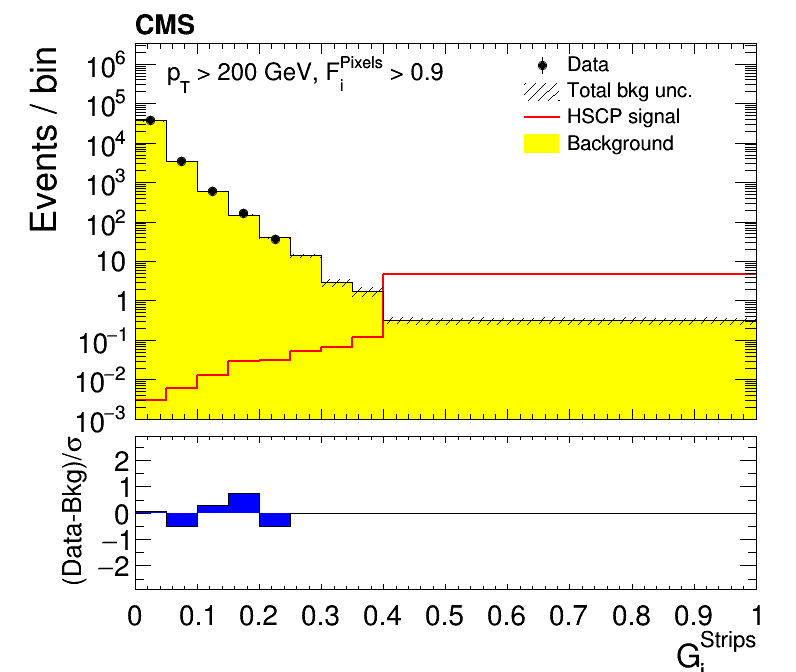 CMS
p_T > 200 GeV, F_i^Pixels > 0.9
Data
Total bkg unc.
HSCP signal
Background
Events / bin
10^6
10^5
10^4
10^3
10^2
10
1
10^−1
10^−2
10^−3
(Data-Bkg)/σ
2
1
0
−1
−2
0 0.1 0.2 0.3 0.4 0.5 0.6 0.7 0.8 0.9 1
G_i^Strips